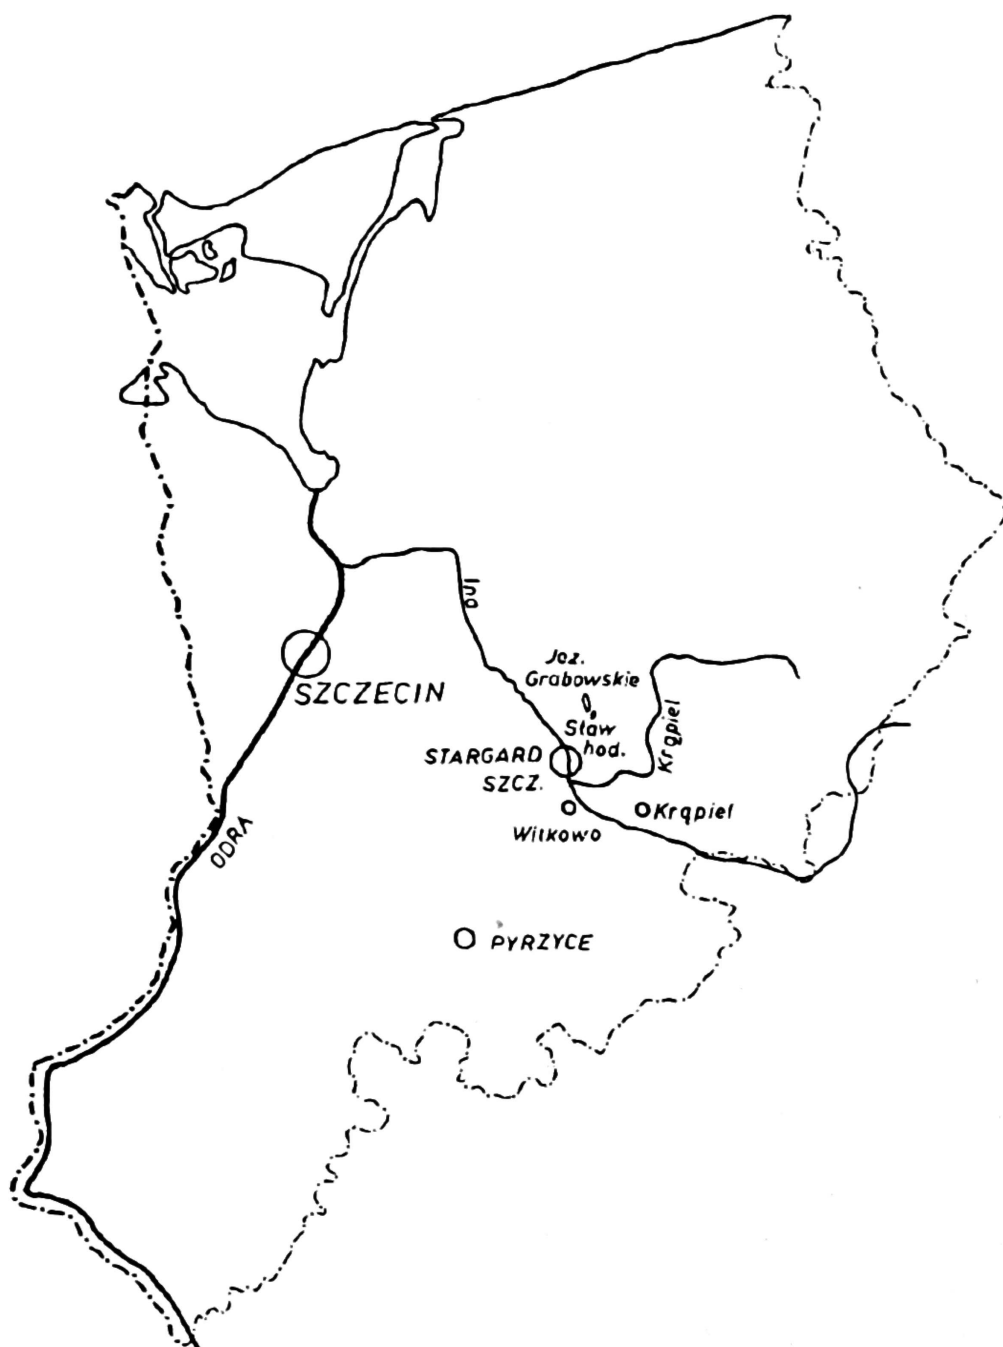 Ina
SZCZECIN
Jez.
Grabowskie
Staw
hod.
Krąpiel
STARGARD
SZCZ.
Krąpiel
Witkowo
ODRA
PYRZYCE